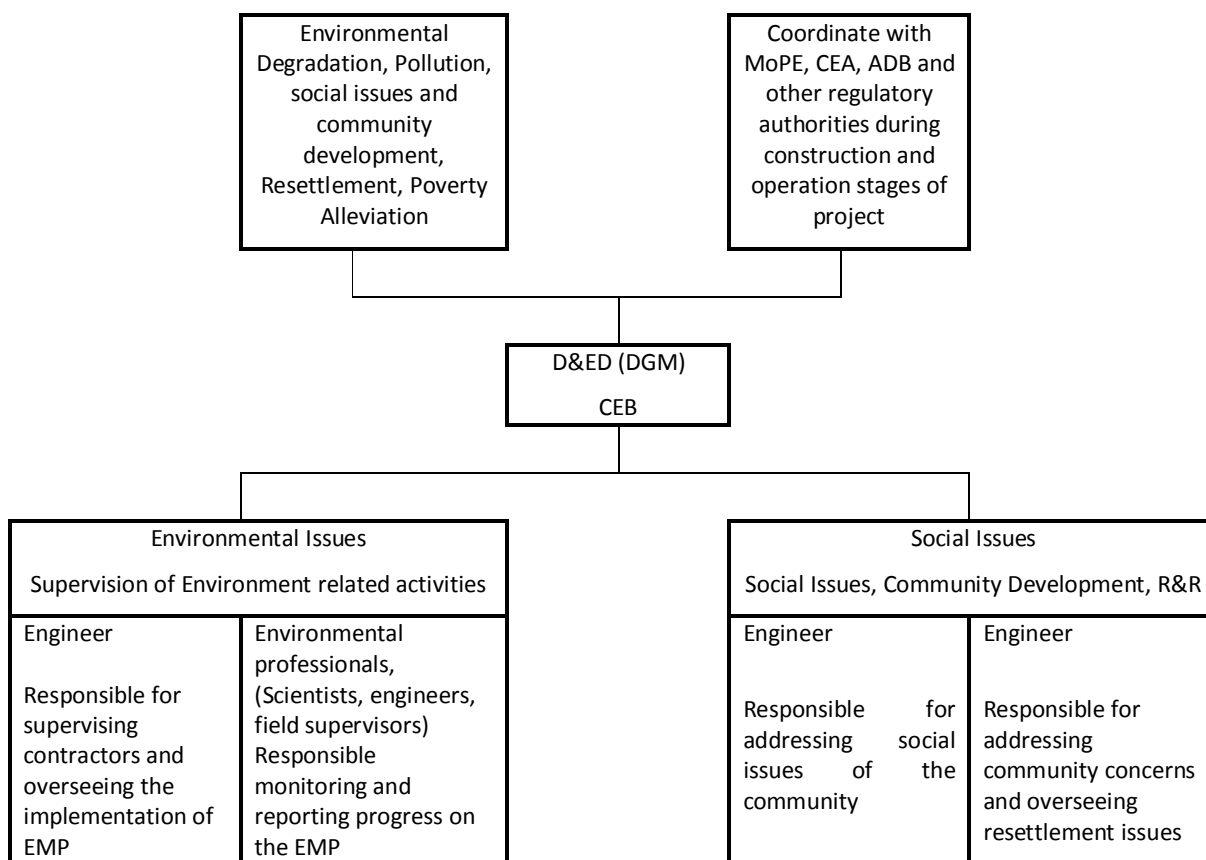 Environmental
Degradation, Pollution,
social issues and
community
development,
Resettlement, Poverty
Alleviation
Coordinate with
MoPE, CEA, ADB and
other regulatory
authorities during
construction and
operation stages of
project
D&ED (DGM)
CEB
Environmental Issues
Supervision of Environment related activities
Engineer
Responsible for
supervising
contractors and
overseeing the
implementation of
EMP
Environmental
professionals,
(Scientists, engineers,
field supervisors)
Responsible
monitoring and
reporting progress on
the EMP
Social Issues
Social Issues, Community Development, R&R
Engineer
Responsible for
addressing social
issues of the
community
Engineer
Responsible for
addressing
community concerns
and overseeing
resettlement issues